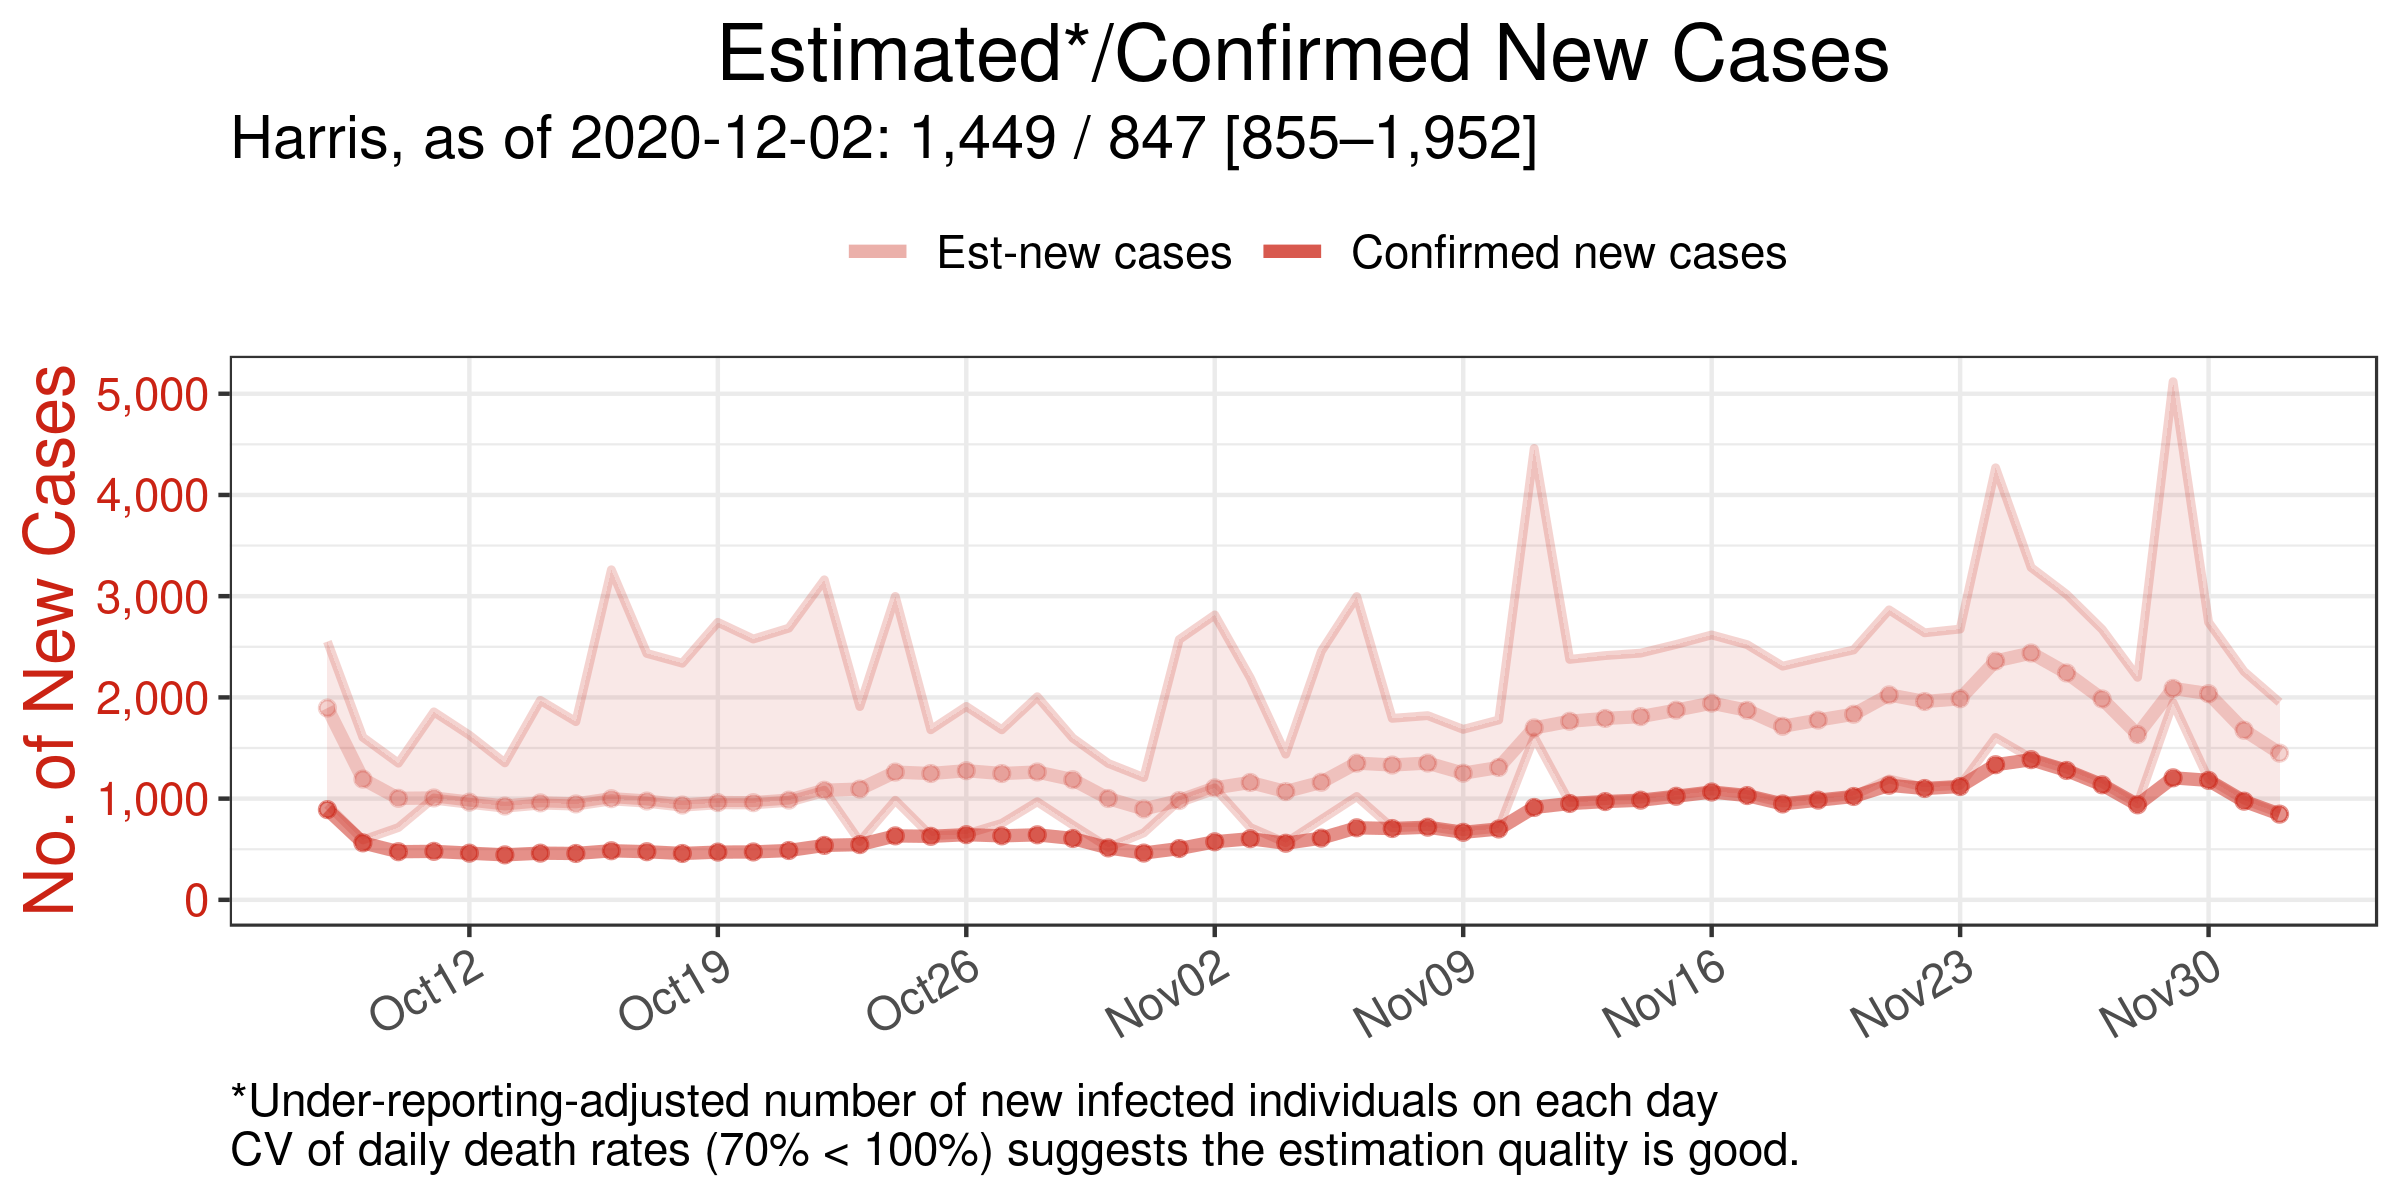 Estimated*/Confirmed New Cases
Harris, as of 2020-12-02: 1,449 / 847 [855–1,952]
Est-new cases
Confirmed new cases
No. of New Cases
5,000
4,000
3,000
2,000
1,000
0
Oct12
Oct19
Oct26
Nov02
Nov09
Nov16
Nov23
Nov30
*Under-reporting-adjusted number of new infected individuals on each day
CV of daily death rates (70% < 100%) suggests the estimation quality is good.